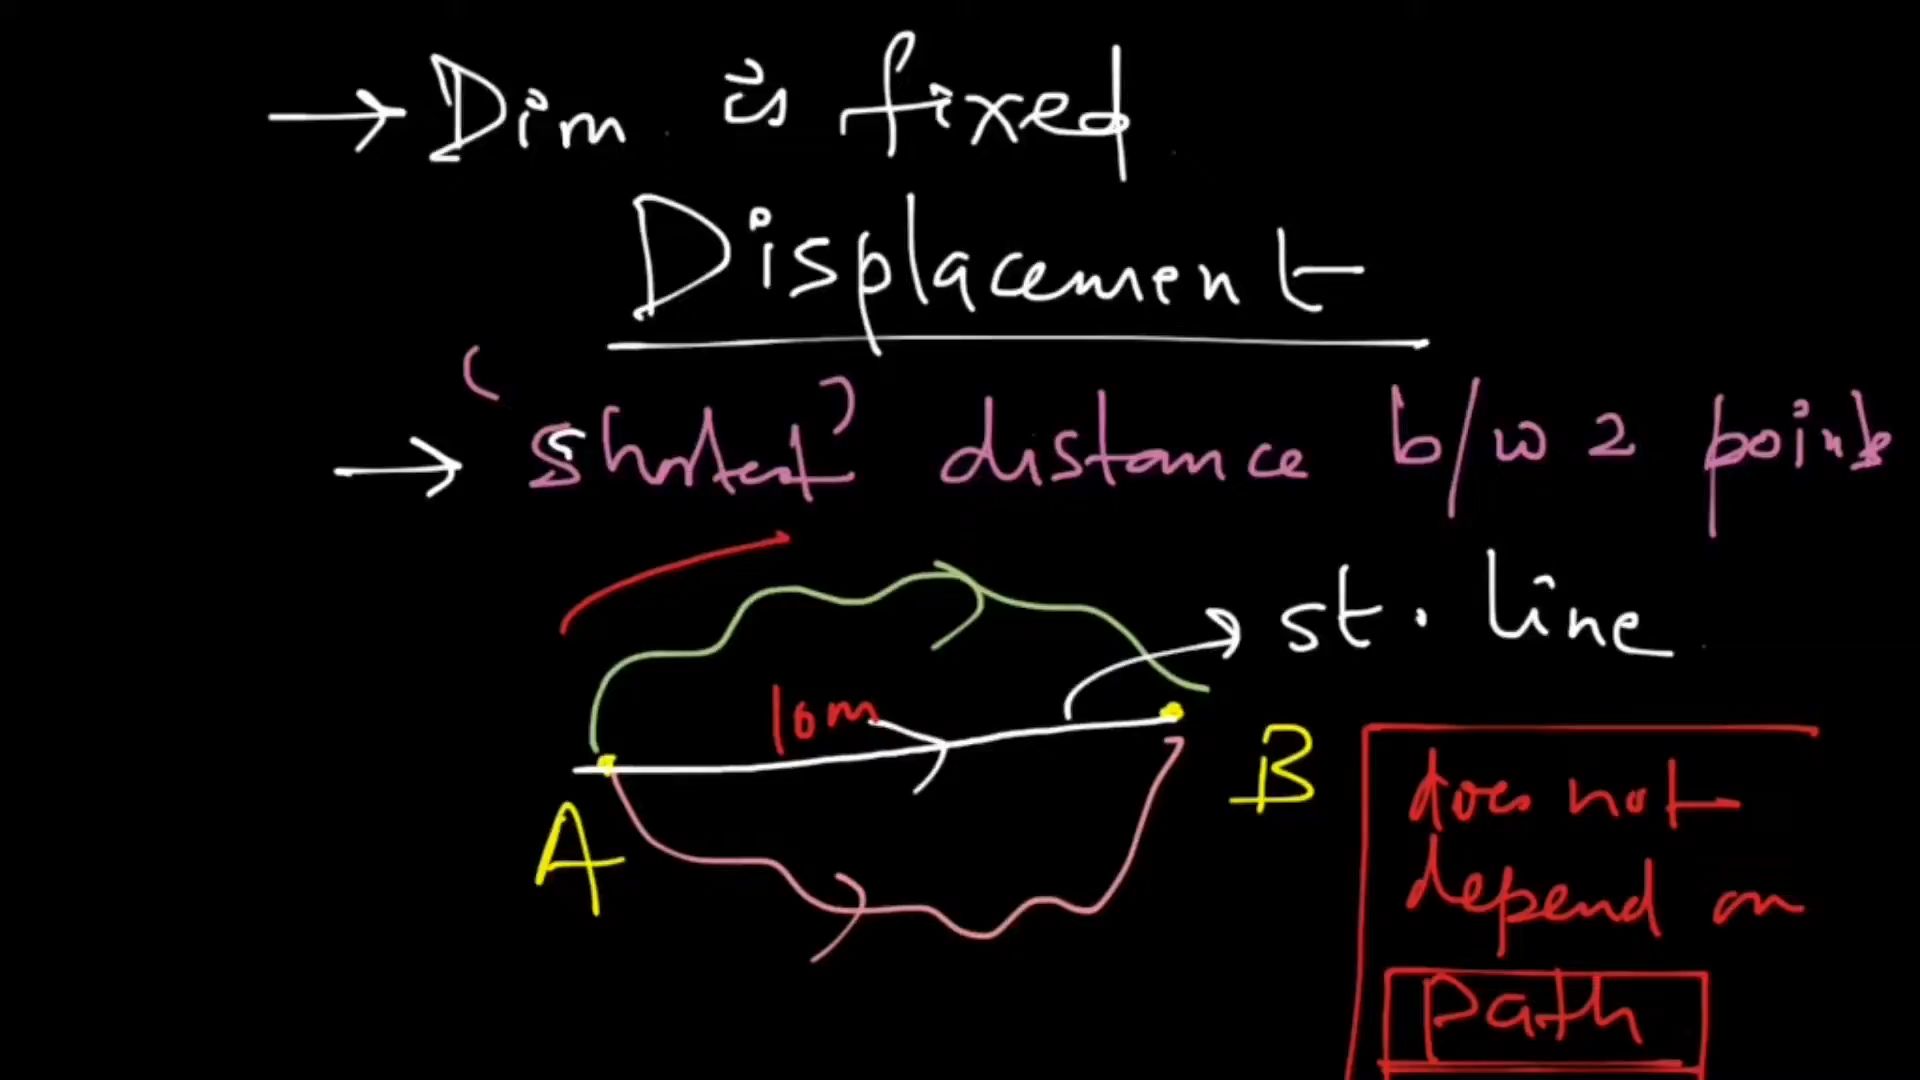 → Dim is fixed
Displacement
→ 'shortest' distance b/w 2 points
st. line
10m
A
B
does not
depend on
path